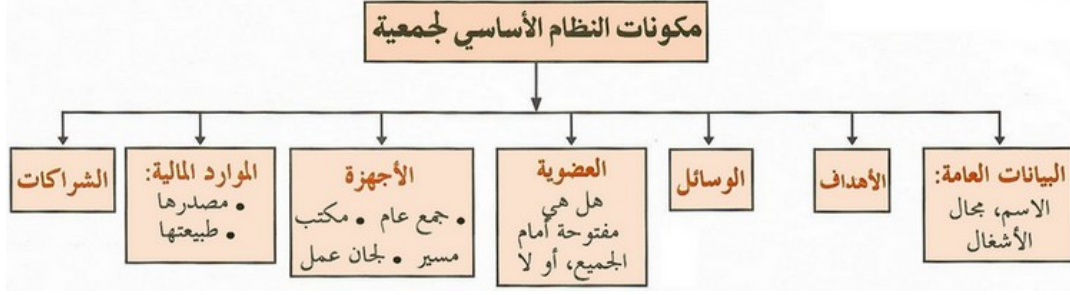 مكونات النظام الأساسي لجمعية
البيانات العامة:
الاسم، مجال
الأشغال
الأهداف
الوسائل
العضوية
هل هي
مفتوحة أمام
الجميع، أو لا
الأجهزة
• جمع عام • مكتب
مسير • لجان عمل
الموارد المالية:
• مصدرها
• طبيعتها
الشراكات